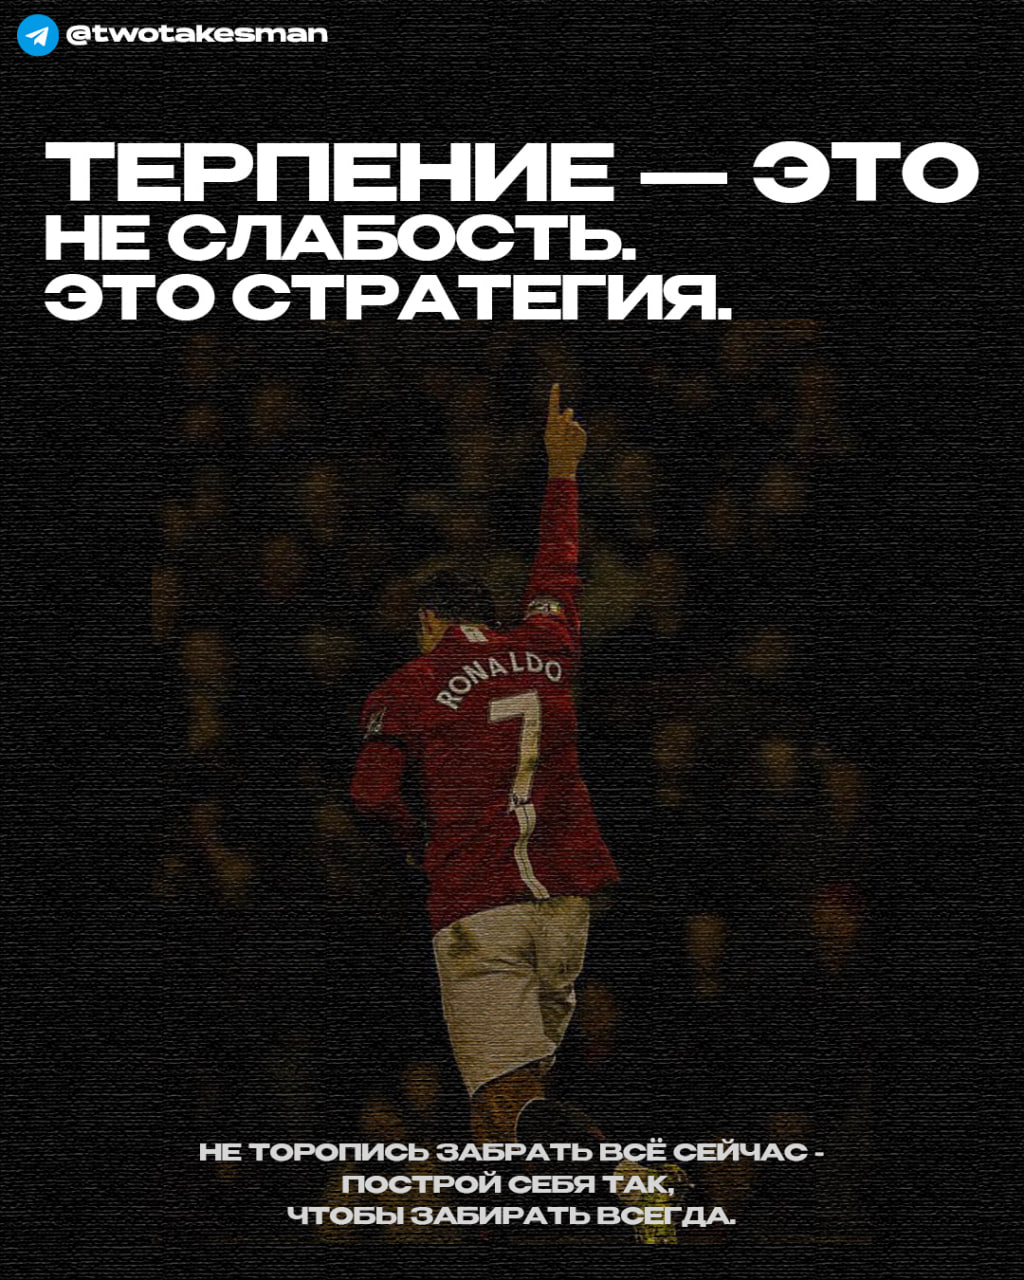 @twotakesman
ТЕРПЕНИЕ — ЭТО
НЕ СЛАБОСТЬ.
ЭТО СТРАТЕГИЯ.
RONALDO
7
НЕ ТОРОПИСЬ ЗАБРАТЬ ВСЁ СЕЙЧАС -
ПОСТРОЙ СЕБЯ ТАК,
ЧТОБЫ ЗАБИРАТЬ ВСЕГДА.